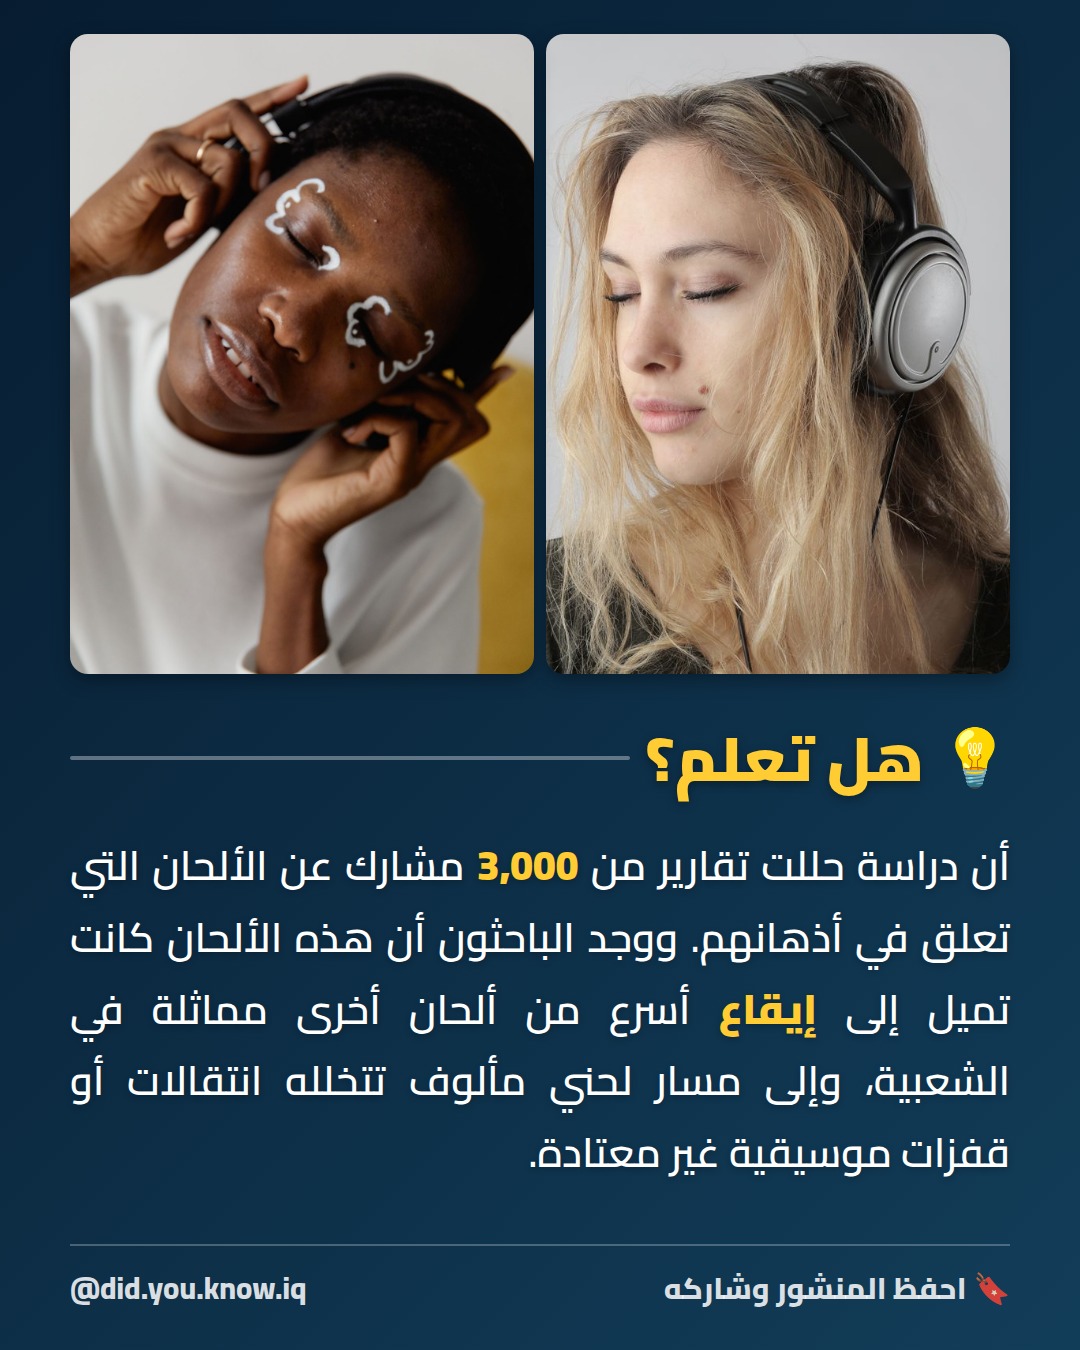 💡 هل تعلم؟
أن دراسة حللت تقارير من 3,000 مشارك عن الألحان التي
تعلق في أذهانهم. ووجد الباحثون أن هذه الألحان كانت
تميل إلى إيقاع أسرع من ألحان أخرى مماثلة في
الشعبية، وإلى مسار لحني مألوف تتخلله انتقالات أو
قفزات موسيقية غير معتادة.
🔖 احفظ المنشور وشاركه
@did.you.know.iq